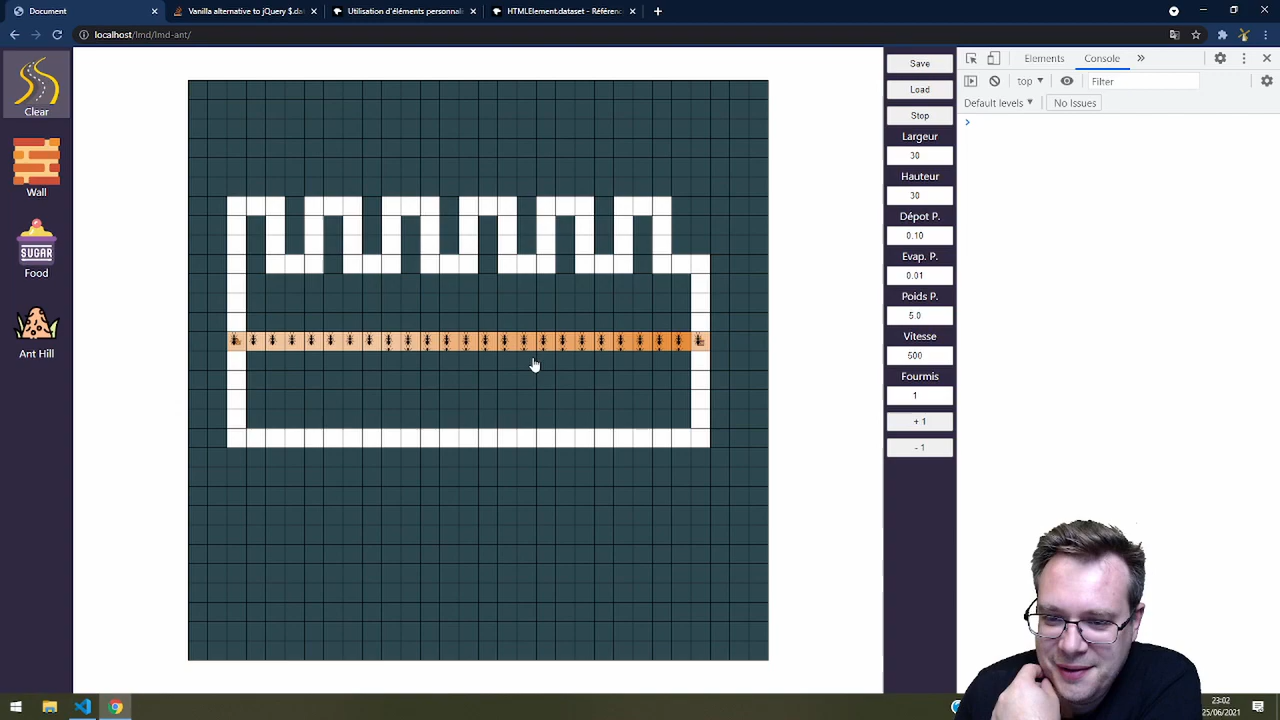 Document
Vanilla alternative to jQuery $.dat
Utilisation d'éléments personnali
HTMLElement.dataset - Référenc
localhost/lmd/lmd-ant/
Clear
Wall
SUGAR
Food
Ant Hill
Save
Load
Stop
Largeur
30
Hauteur
30
Dépot P.
0.10
Evap. P.
0.01
Poids P.
5.0
Vitesse
500
Fourmis
1
+ 1
- 1
Elements
Console
top
Filter
Default levels
No Issues
23:02
25/06/2021